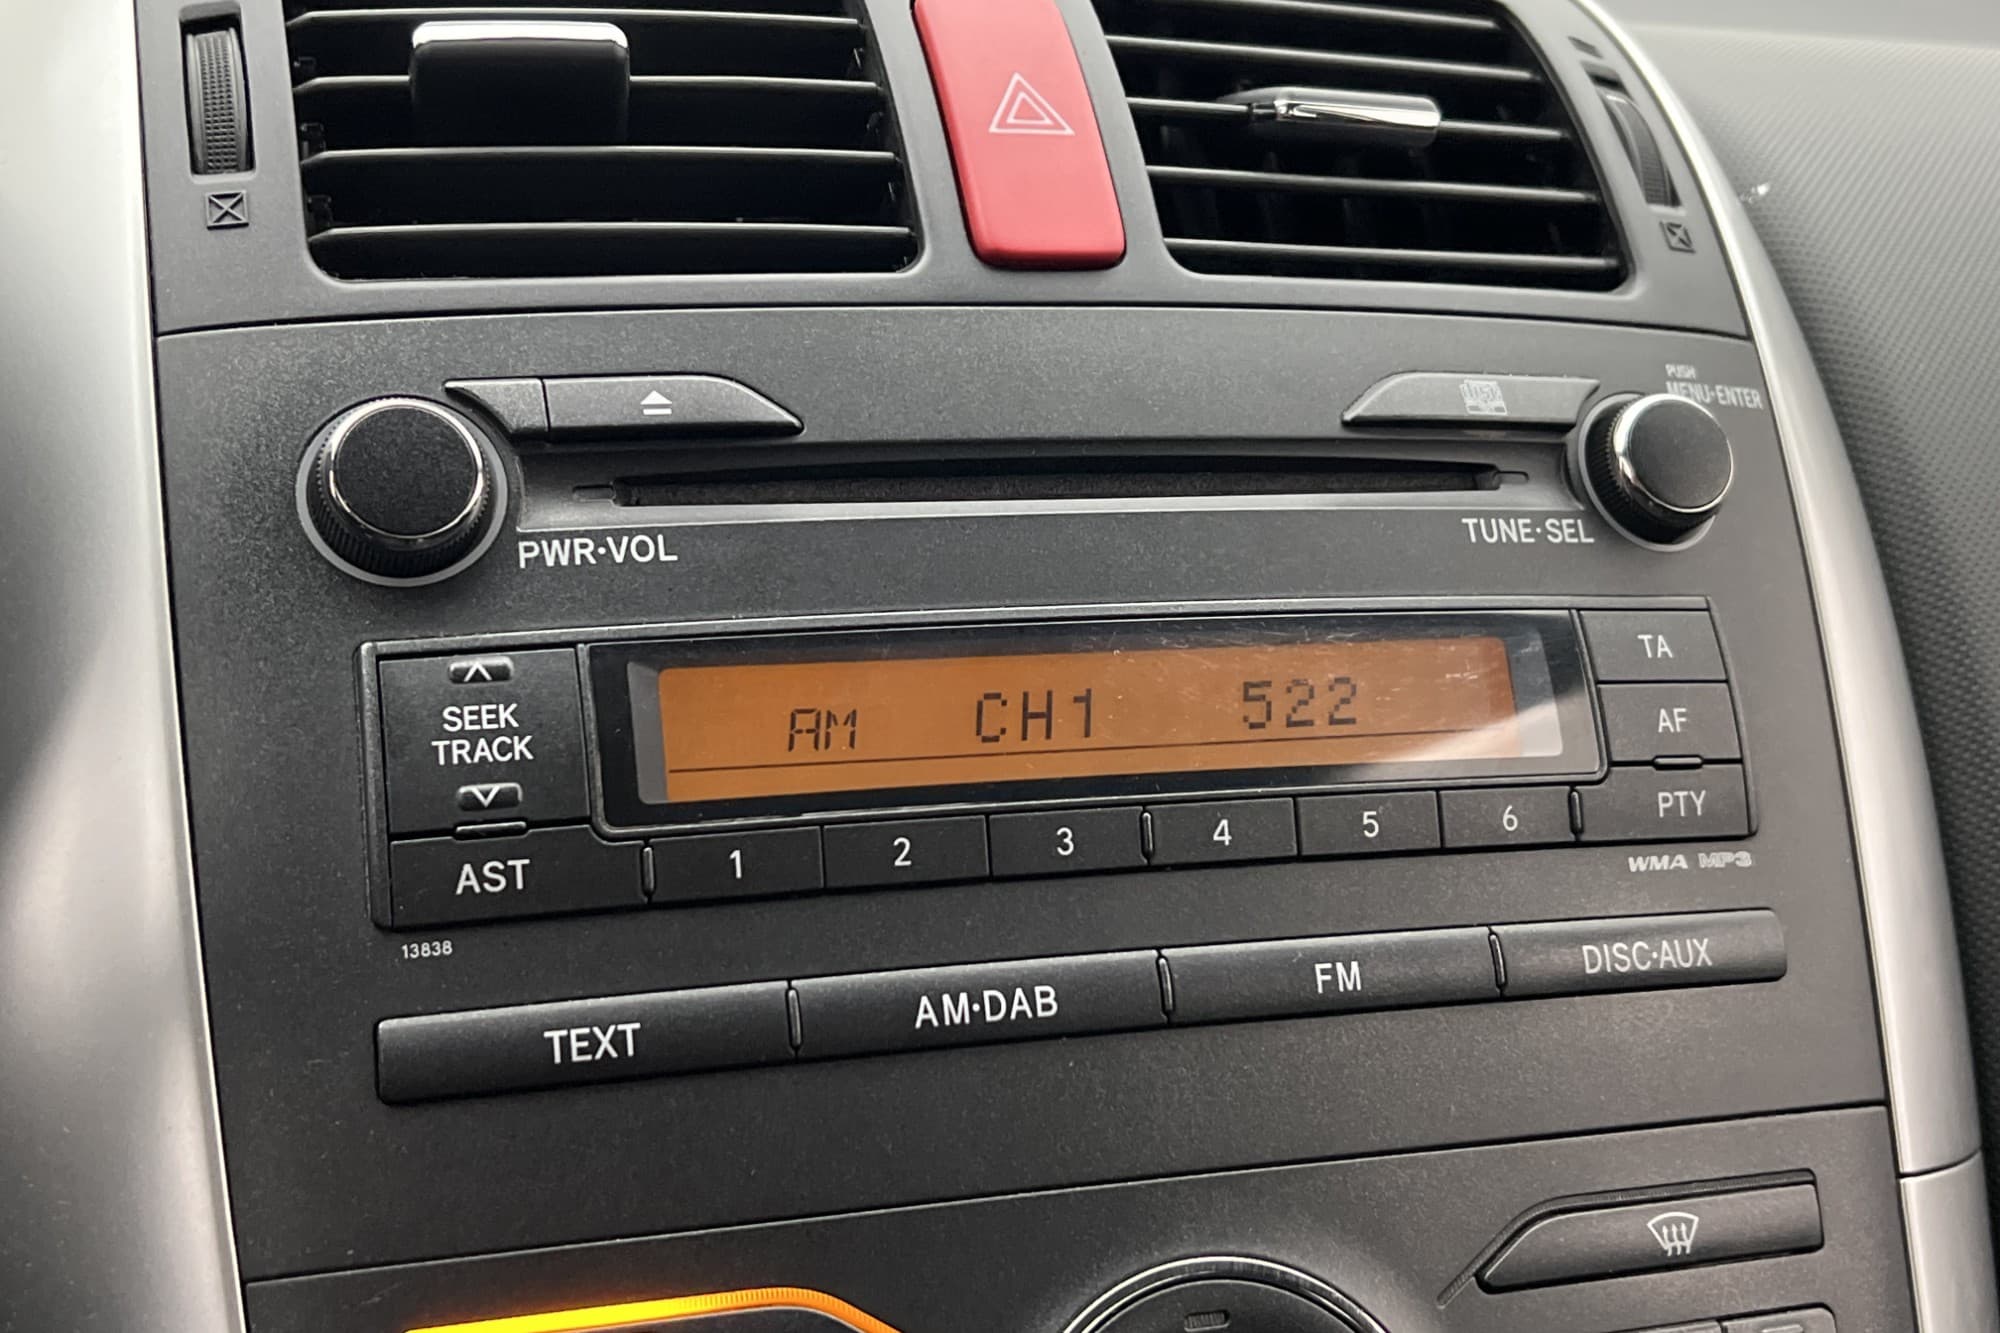 PUSH
MENU·ENTER
PWR·VOL
TUNE·SEL
SEEK
TRACK
AM CH1 522
TA
AF
PTY
AST
1 2 3 4 5 6
WMA MP3
13838
TEXT
AM·DAB
FM
DISC·AUX